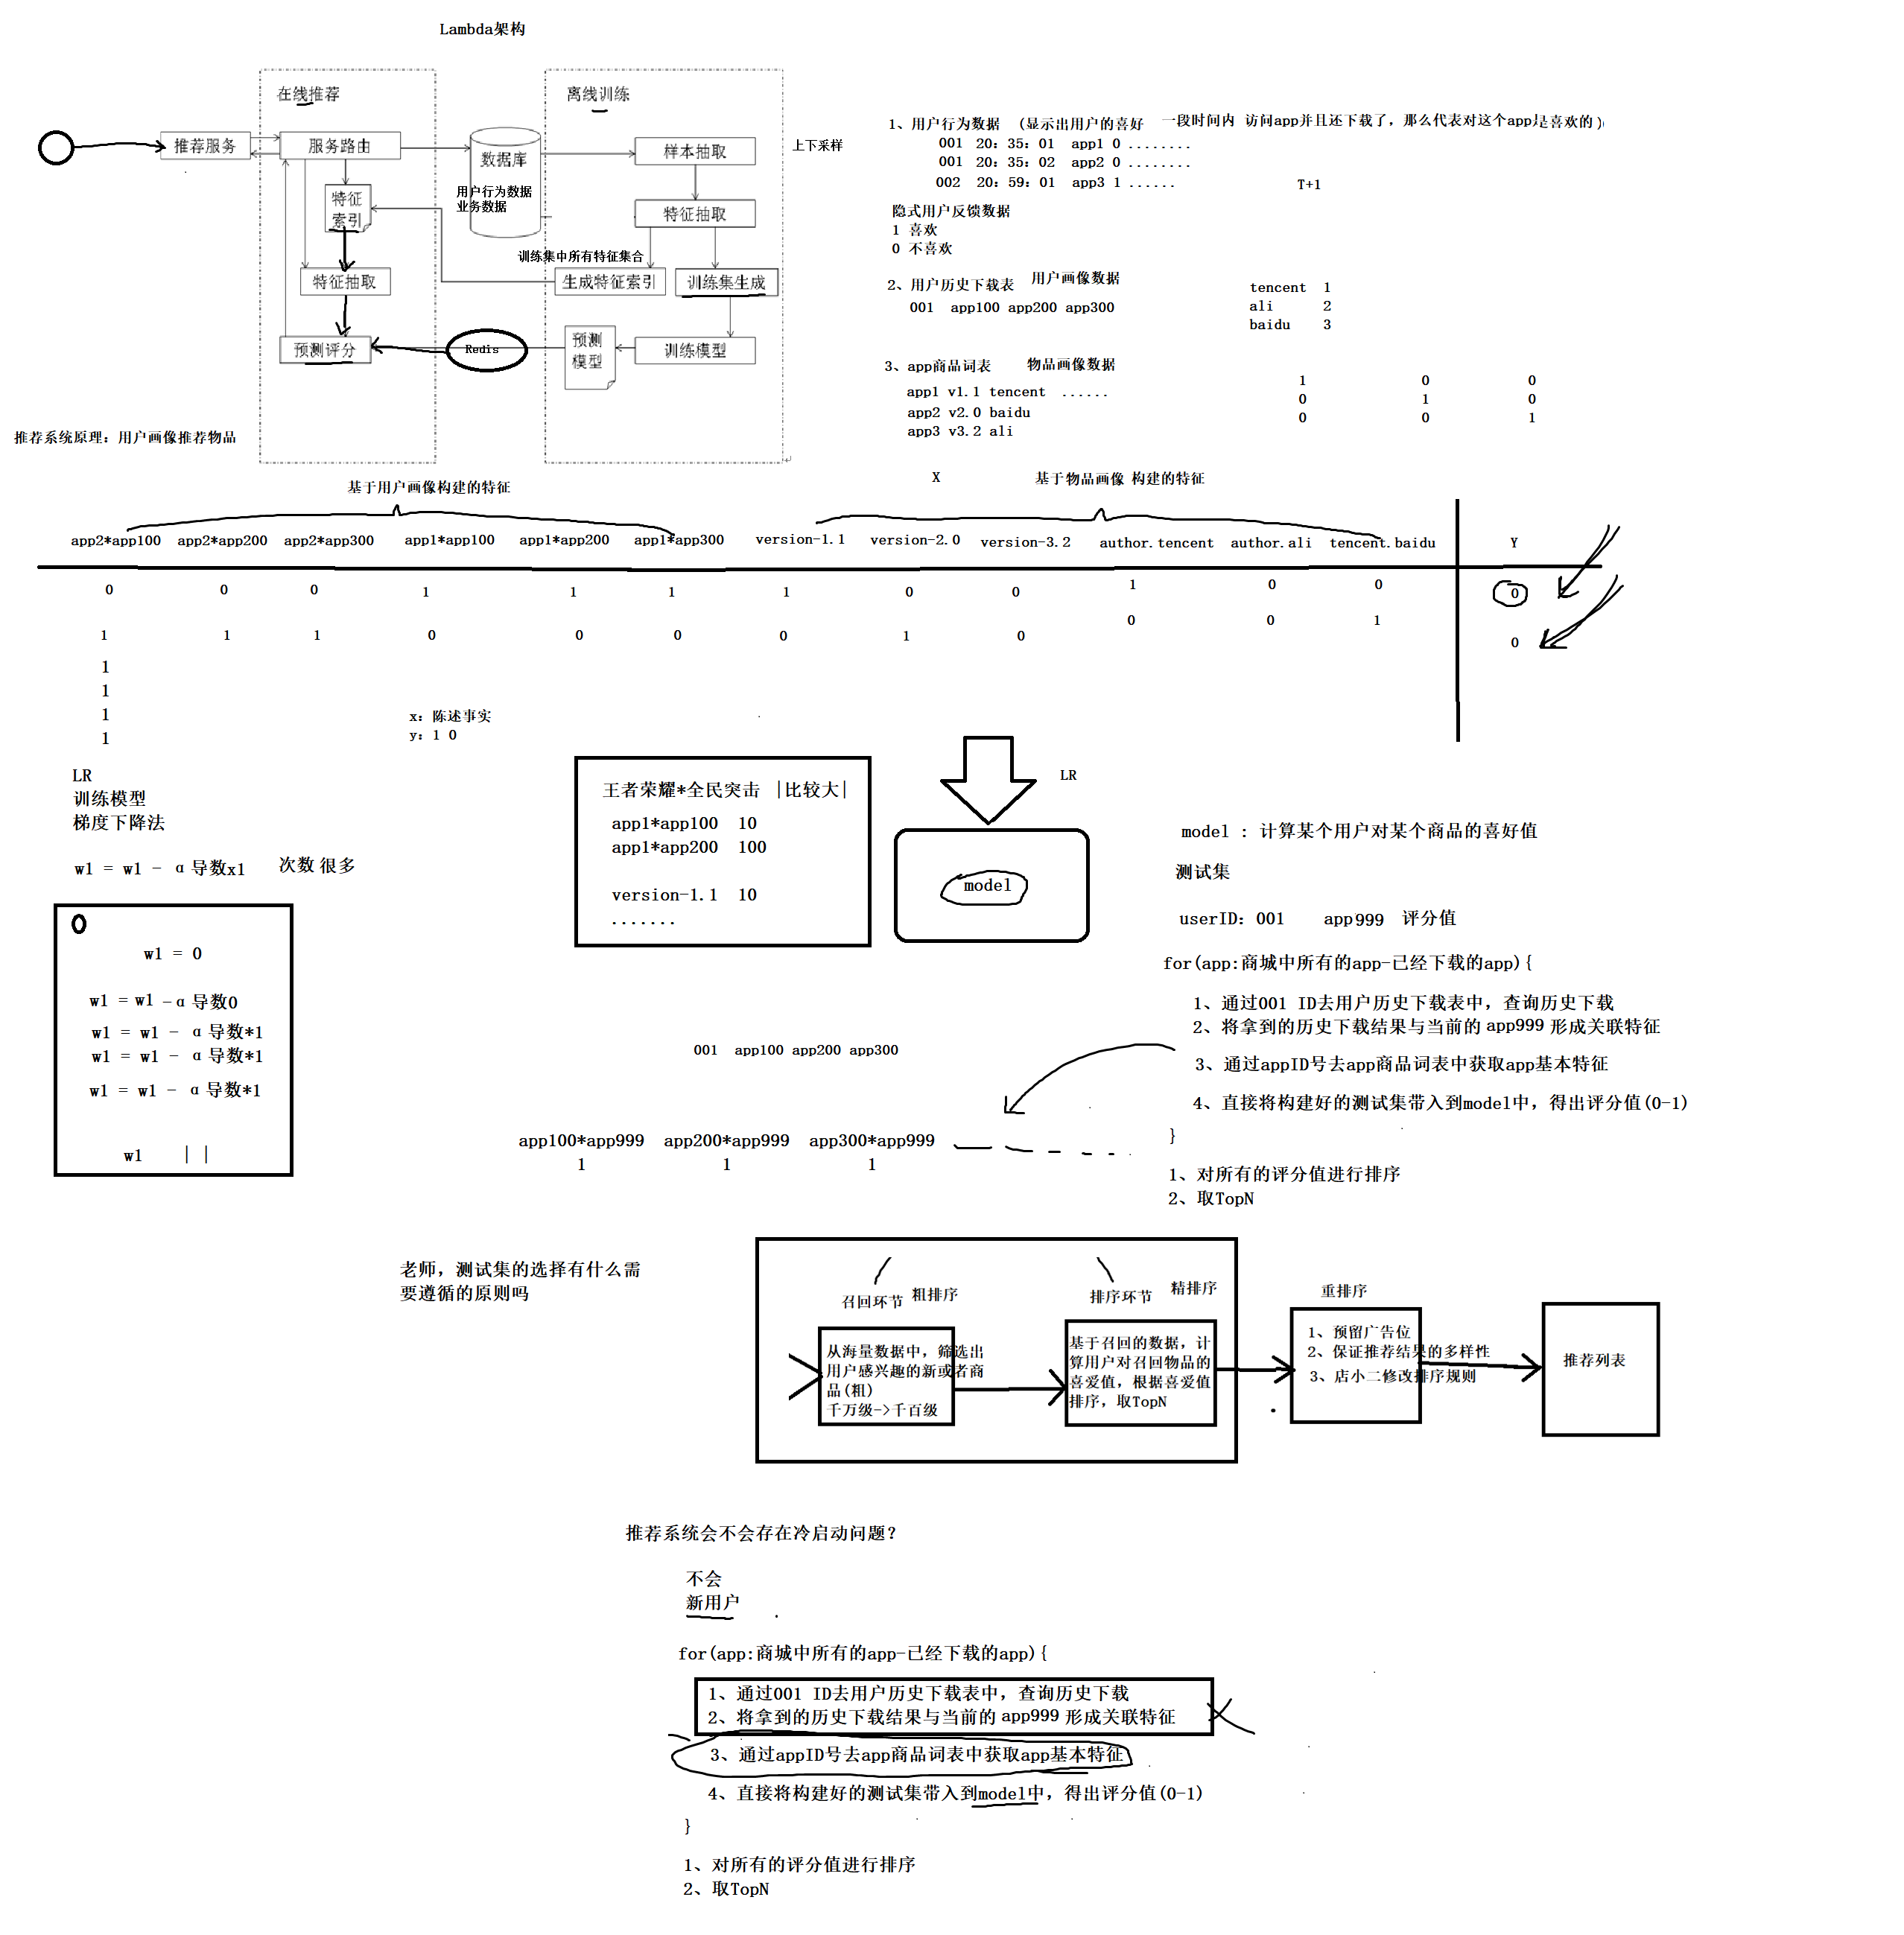 Lambda架构
在线推荐
离线训练
推荐服务
服务路由
数据库
用户行为数据
业务数据
样本抽取
上下采样
特征
索引
特征抽取
训练集中所有特征集合
特征抽取
生成特征索引
训练集生成
预测评分
Redis
预测
模型
训练模型
推荐系统原理：用户画像推荐物品
1、用户行为数据 (显示出用户的喜好 一段时间内 访问app并且还下载了，那么代表对这个app是喜欢的)
001 20：35：01 app1 0 ........
001 20：35：02 app2 0 ........
002 20：59：01 app3 1 ......
T+1
隐式用户反馈数据
1 喜欢
0 不喜欢
2、用户历史下载表 用户画像数据
001 app100 app200 app300
tencent 1
ali 2
baidu 3
3、app商品词表 物品画像数据
app1 v1.1 tencent ......
app2 v2.0 baidu
app3 v3.2 ali
1 0 0
0 1 0
0 0 1
基于用户画像构建的特征
X
基于物品画像 构建的特征
app2*app100 app2*app200 app2*app300 app1*app100 app1*app200 app1*app300 version-1.1 version-2.0 version-3.2 author.tencent author.ali tencent.baidu Y
0 0 0 1 1 1 1 0 0 1 0 0 0
1 1 1 0 0 0 0 1 0 0 0 1 0
1
1
1
1
x：陈述事实
y：1 0
LR
训练模型
梯度下降法
w1 = w1 - α 导数x1 次数 很多
0
w1 = 0
w1 = w1 - α 导数0
w1 = w1 - α 导数*1
w1 = w1 - α 导数*1
w1 = w1 - α 导数*1
w1 | |
王者荣耀*全民突击 |比较大|
app1*app100 10
app1*app200 100
version-1.1 10
.......
LR
model
model : 计算某个用户对某个商品的喜好值
测试集
userID：001 app999 评分值
for(app:商城中所有的app-已经下载的app){
1、通过001 ID去用户历史下载表中，查询历史下载
2、将拿到的历史下载结果与当前的 app999 形成关联特征
3、通过appID号去app商品词表中获取app基本特征
4、直接将构建好的测试集带入到model中，得出评分值(0-1)
}
1、对所有的评分值进行排序
2、取TopN
001 app100 app200 app300
app100*app999 app200*app999 app300*app999
1 1 1
老师，测试集的选择有什么需
要遵循的原则吗
召回环节 粗排序
从海量数据中，筛选出
用户感兴趣的新或者商
品(粗)
千万级->千百级
排序环节 精排序
基于召回的数据，计
算用户对召回物品的
喜爱值，根据喜爱值
排序，取TopN
重排序
1、预留广告位
2、保证推荐结果的多样性
3、店小二修改排序规则
推荐列表
推荐系统会不会存在冷启动问题？
不会
新用户
for(app:商城中所有的app-已经下载的app){
1、通过001 ID去用户历史下载表中，查询历史下载
2、将拿到的历史下载结果与当前的 app999 形成关联特征
3、通过appID号去app商品词表中获取app基本特征
4、直接将构建好的测试集带入到model中，得出评分值(0-1)
}
1、对所有的评分值进行排序
2、取TopN